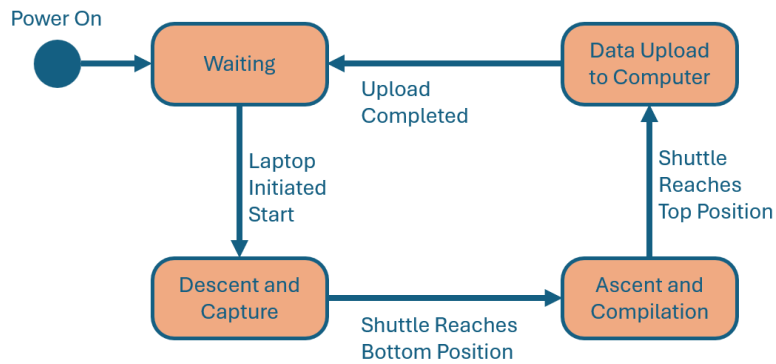 Power On
Waiting
Data Upload
to Computer
Upload
Completed
Laptop
Initiated
Start
Shuttle
Reaches
Top Position
Descent and
Capture
Ascent and
Compilation
Shuttle Reaches
Bottom Position